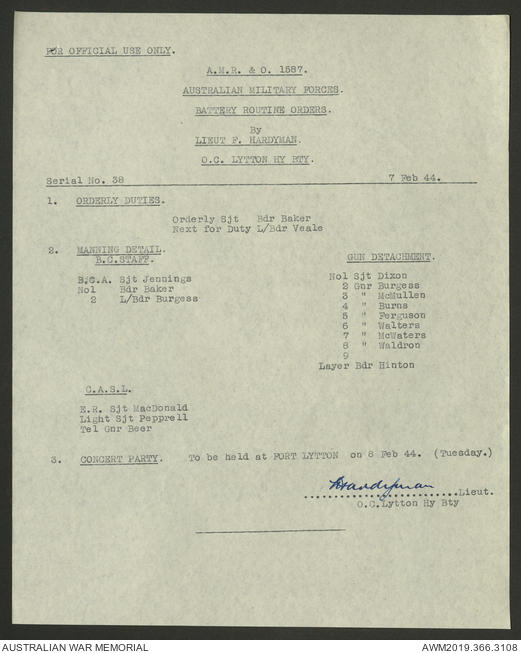 FOR OFFICIAL USE ONLY.
A.M.R. & O. 1587.
AUSTRALIAN MILITARY FORCES.
BATTERY ROUTINE ORDERS.
By
LIEUT F. HARDYMAN.
O.C. LYTTON HY BTY.
Serial No. 38 7 Feb 44.
1. ORDERLY DUTIES.
Orderly Sjt Bdr Baker
Next for Duty L/Bdr Veale
2. MANNING DETAIL.
B.C.STAFF.
B.C.A. Sjt Jennings
No1 Bdr Baker
2 L/Bdr Burgess
GUN DETACHMENT.
No1 Sjt Dixon
2 Gnr Burgess
3 " McMullen
4 " Burns
5 " Ferguson
6 " Walters
7 " McWaters
8 " Waldron
9
Layer Bdr Hinton
C.A.S.L.
E.R. Sjt MacDonald
Light Sjt Pepprell
Tel Gnr Beer
3. CONCERT PARTY. To be held at FORT LYTTON on 8 Feb 44. (Tuesday.)
Hardyman
..........................Lieut.
O.C.Lytton Hy Bty
AUSTRALIAN WAR MEMORIAL AWM2019.366.3108